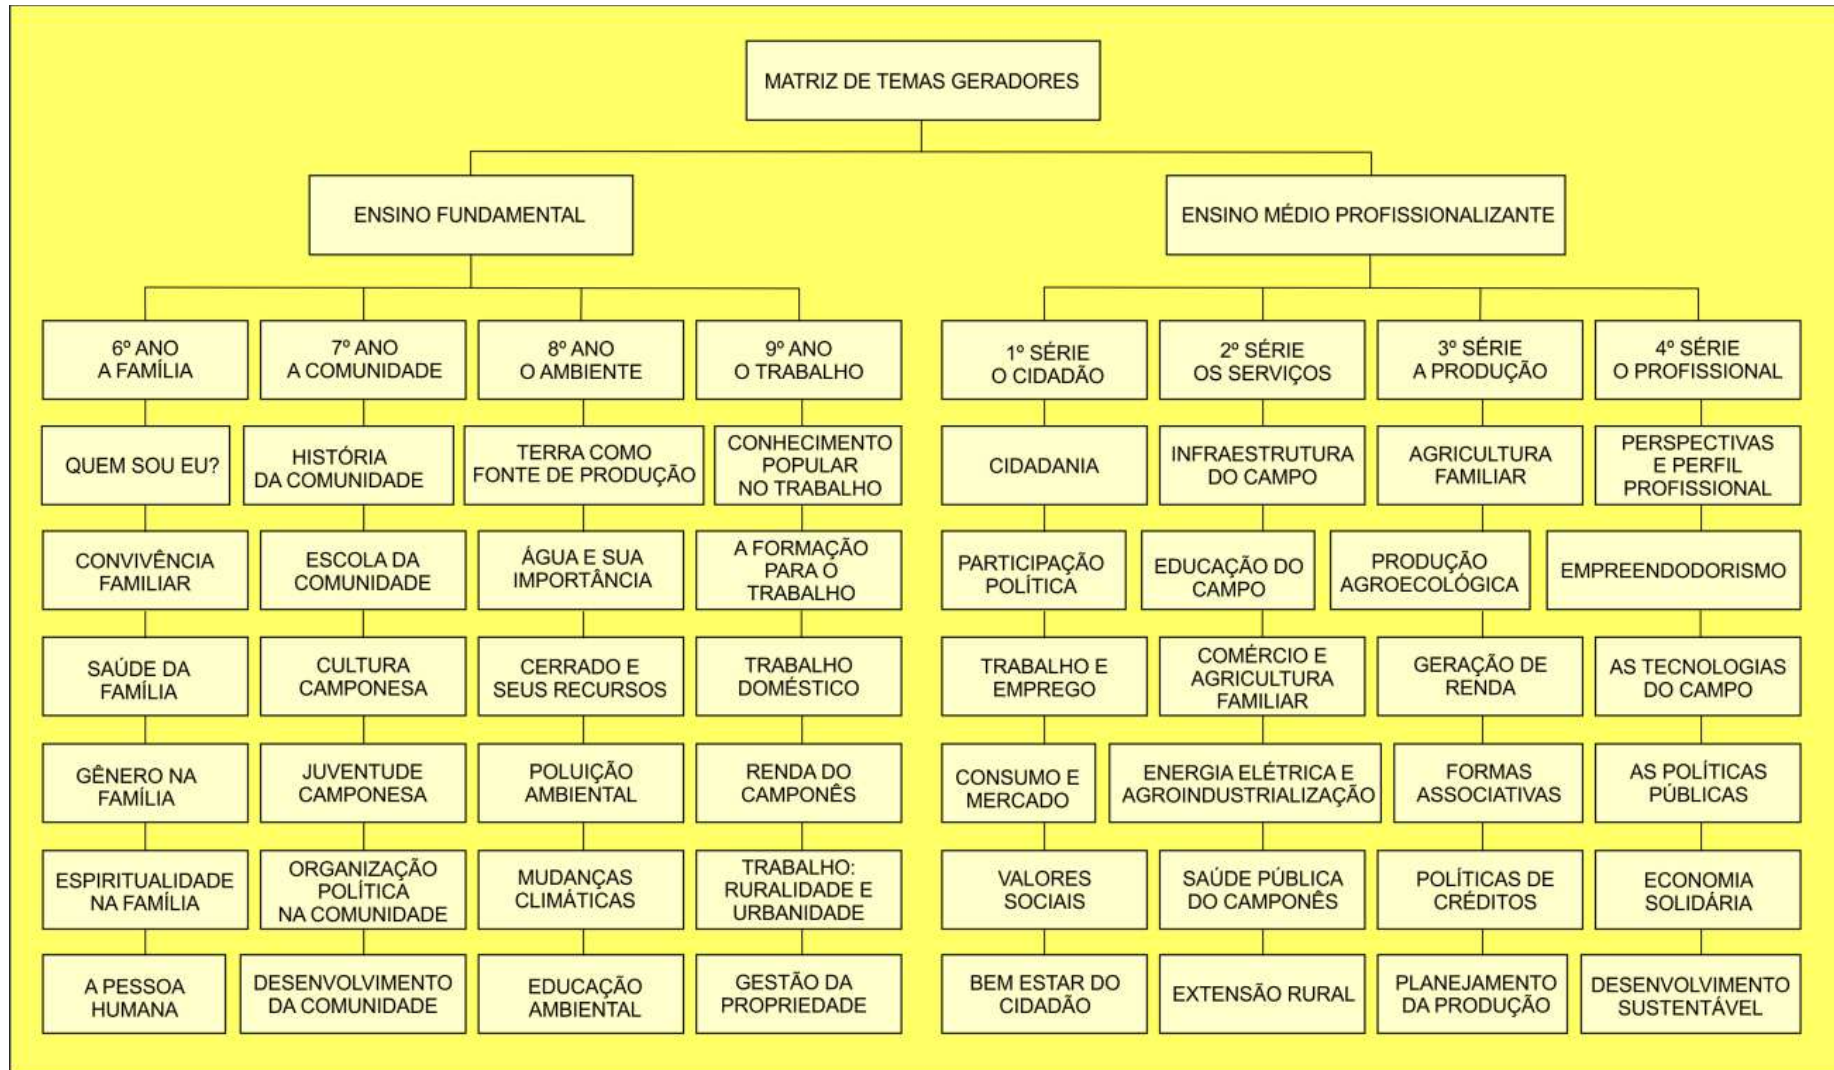 MATRIZ DE TEMAS GERADORES
ENSINO FUNDAMENTAL
ENSINO MÉDIO PROFISSIONALIZANTE
6º ANO
A FAMÍLIA
7º ANO
A COMUNIDADE
8º ANO
O AMBIENTE
9º ANO
O TRABALHO
1º SÉRIE
O CIDADÃO
2º SÉRIE
OS SERVIÇOS
3º SÉRIE
A PRODUÇÃO
4º SÉRIE
O PROFISSIONAL
QUEM SOU EU?
HISTÓRIA
DA COMUNIDADE
TERRA COMO
FONTE DE PRODUÇÃO
CONHECIMENTO
POPULAR
NO TRABALHO
CIDADANIA
INFRAESTRUTURA
DO CAMPO
AGRICULTURA
FAMILIAR
PERSPECTIVAS
E PERFIL
PROFISSIONAL
CONVIVÊNCIA
FAMILIAR
ESCOLA DA
COMUNIDADE
ÁGUA E SUA
IMPORTÂNCIA
A FORMAÇÃO
PARA O
TRABALHO
PARTICIPAÇÃO
POLÍTICA
EDUCAÇÃO DO
CAMPO
PRODUÇÃO
AGROECOLÓGICA
EMPREENDODORISMO
SAÚDE DA
FAMÍLIA
CULTURA
CAMPONESA
CERRADO E
SEUS RECURSOS
TRABALHO
DOMÉSTICO
TRABALHO E
EMPREGO
COMÉRCIO E
AGRICULTURA
FAMILIAR
GERAÇÃO DE
RENDA
AS TECNOLOGIAS
DO CAMPO
GÊNERO NA
FAMÍLIA
JUVENTUDE
CAMPONESA
POLUIÇÃO
AMBIENTAL
RENDA DO
CAMPONÊS
CONSUMO E
MERCADO
ENERGIA ELÉTRICA E
AGROINDUSTRIALIZAÇÃO
FORMAS
ASSOCIATIVAS
AS POLÍTICAS
PÚBLICAS
ESPIRITUALIDADE
NA FAMÍLIA
ORGANIZAÇÃO
POLÍTICA
NA COMUNIDADE
MUDANÇAS
CLIMÁTICAS
TRABALHO:
RURALIDADE E
URBANIDADE
VALORES
SOCIAIS
SAÚDE PÚBLICA
DO CAMPONÊS
POLÍTICAS DE
CRÉDITOS
ECONOMIA
SOLIDÁRIA
A PESSOA
HUMANA
DESENVOLVIMENTO
DA COMUNIDADE
EDUCAÇÃO
AMBIENTAL
GESTÃO DA
PROPRIEDADE
BEM ESTAR DO
CIDADÃO
EXTENSÃO RURAL
PLANEJAMENTO
DA PRODUÇÃO
DESENVOLVIMENTO
SUSTENTÁVEL